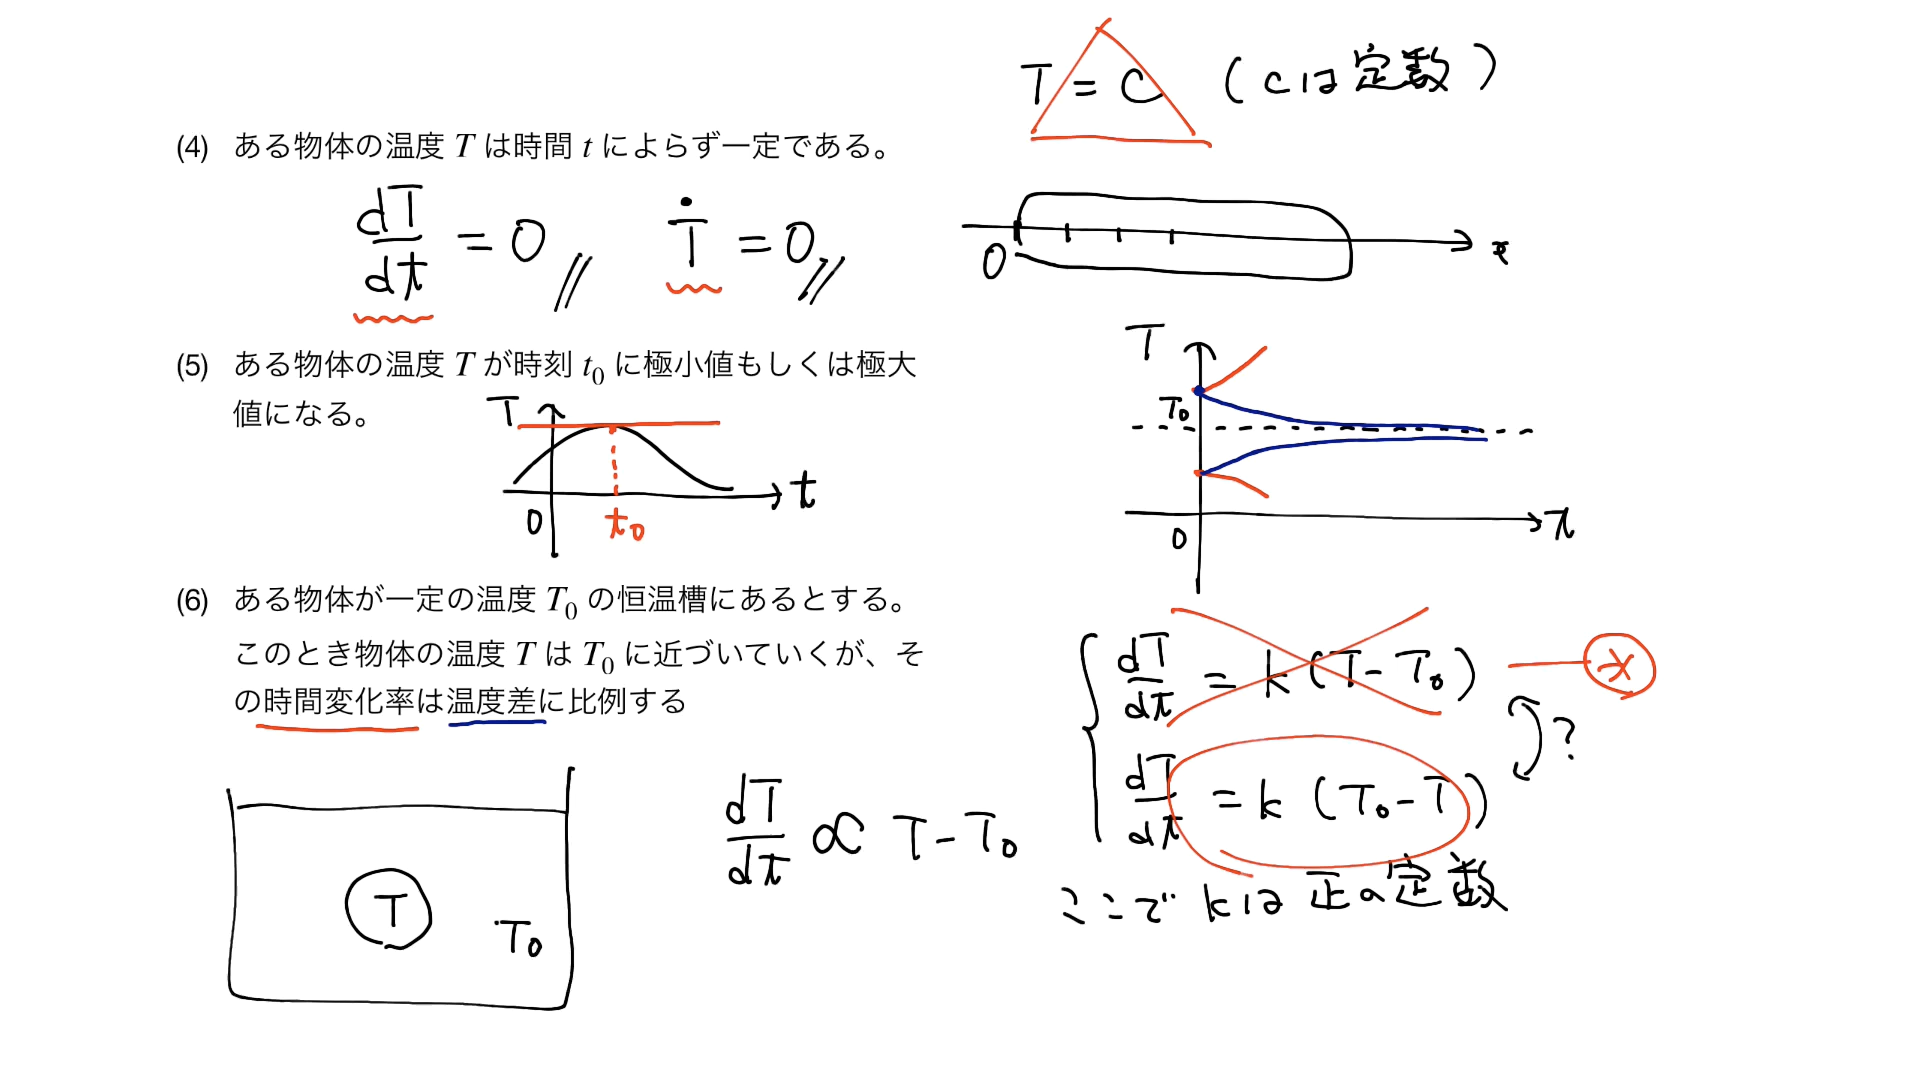 T = C (Cは定数)
(4) ある物体の温度 T は時間 t によらず一定である。
dT/dt = 0 Ṫ = 0
0 x
(5) ある物体の温度 T が時刻 t₀ に極小値もしくは極大
値になる。
T
0 t₀ t
T
T₀
0 t
(6) ある物体が一定の温度 T₀ の恒温槽にあるとする。
このとき物体の温度 T は T₀ に近づいていくが、そ
の時間変化率は温度差に比例する
T T₀
dT/dt ∝ T - T₀
dT/dt = k (T - T₀)
?
dT/dt = k (T₀ - T)
ここで kは 正の定数